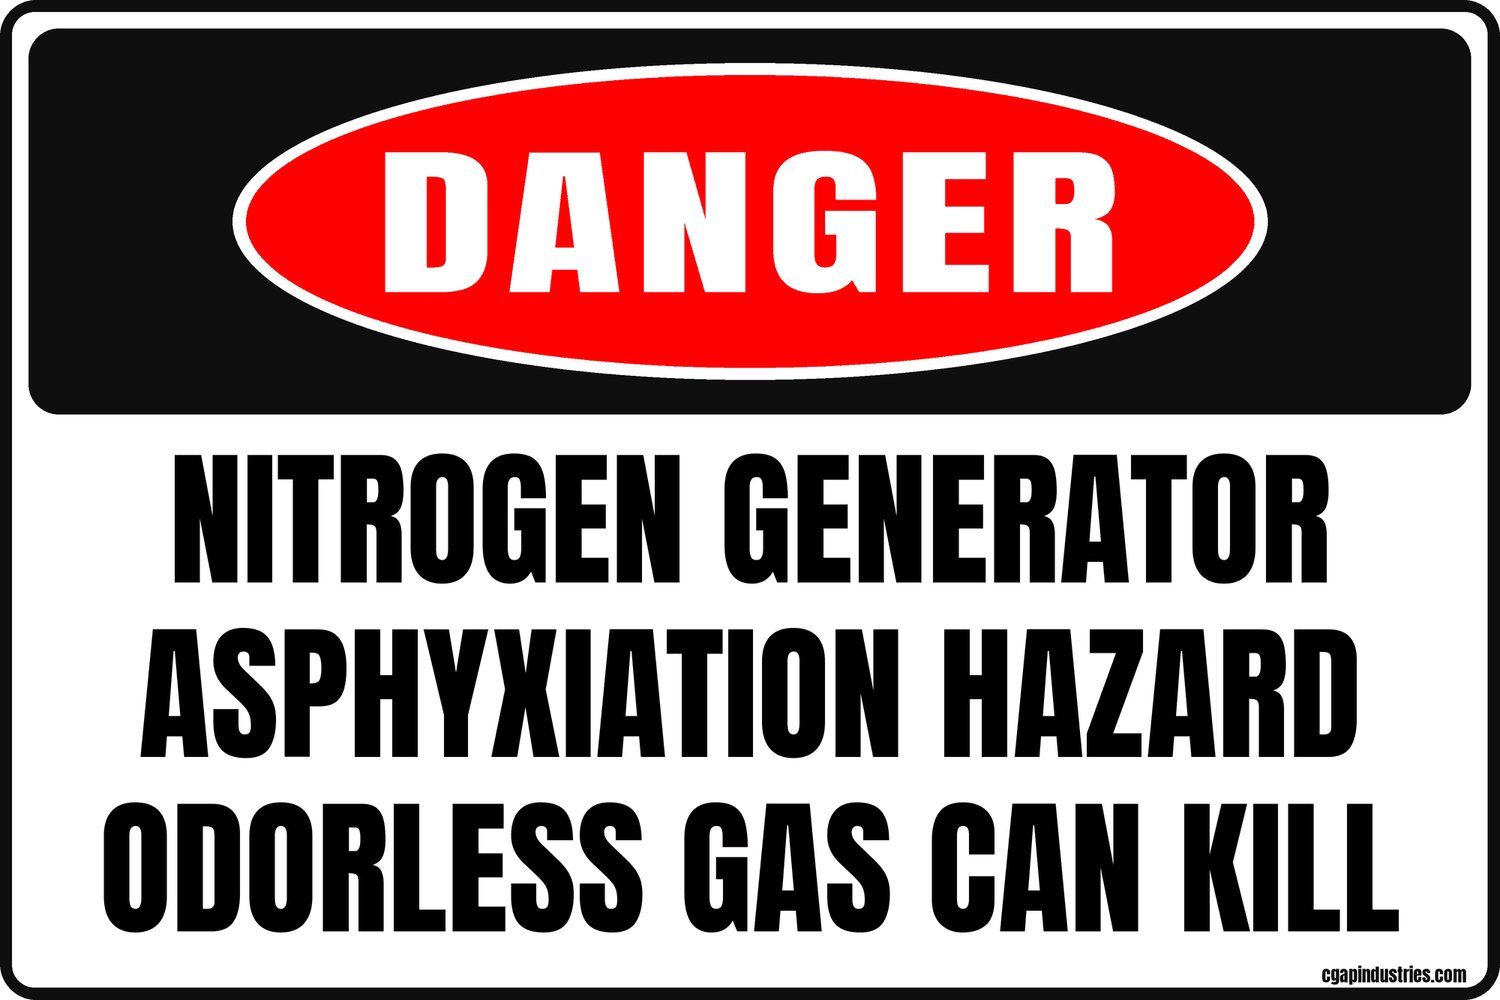 DANGER
NITROGEN GENERATOR
ASPHYXIATION HAZARD
ODORLESS GAS CAN KILL
cgapindustries.com